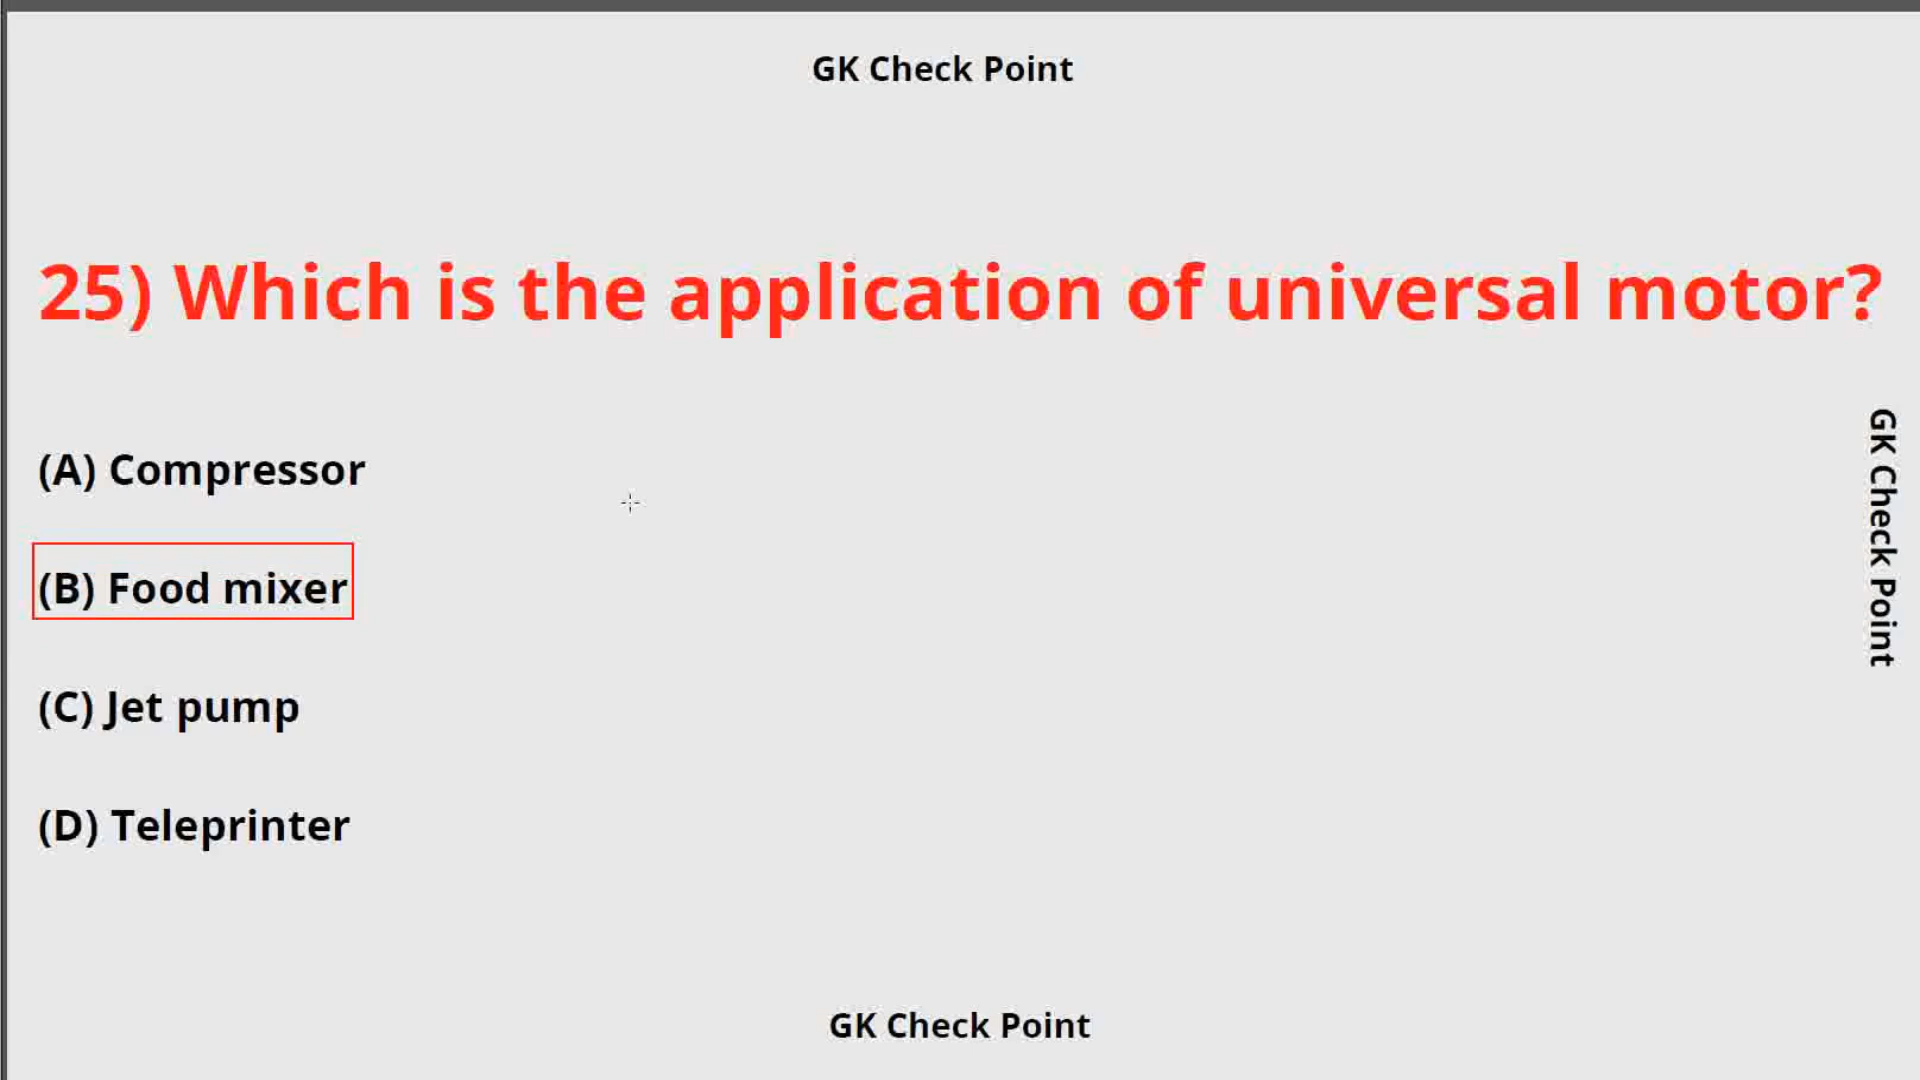 GK Check Point
25) Which is the application of universal motor?
(A) Compressor
(B) Food mixer
(C) Jet pump
(D) Teleprinter
GK Check Point
GK Check Point